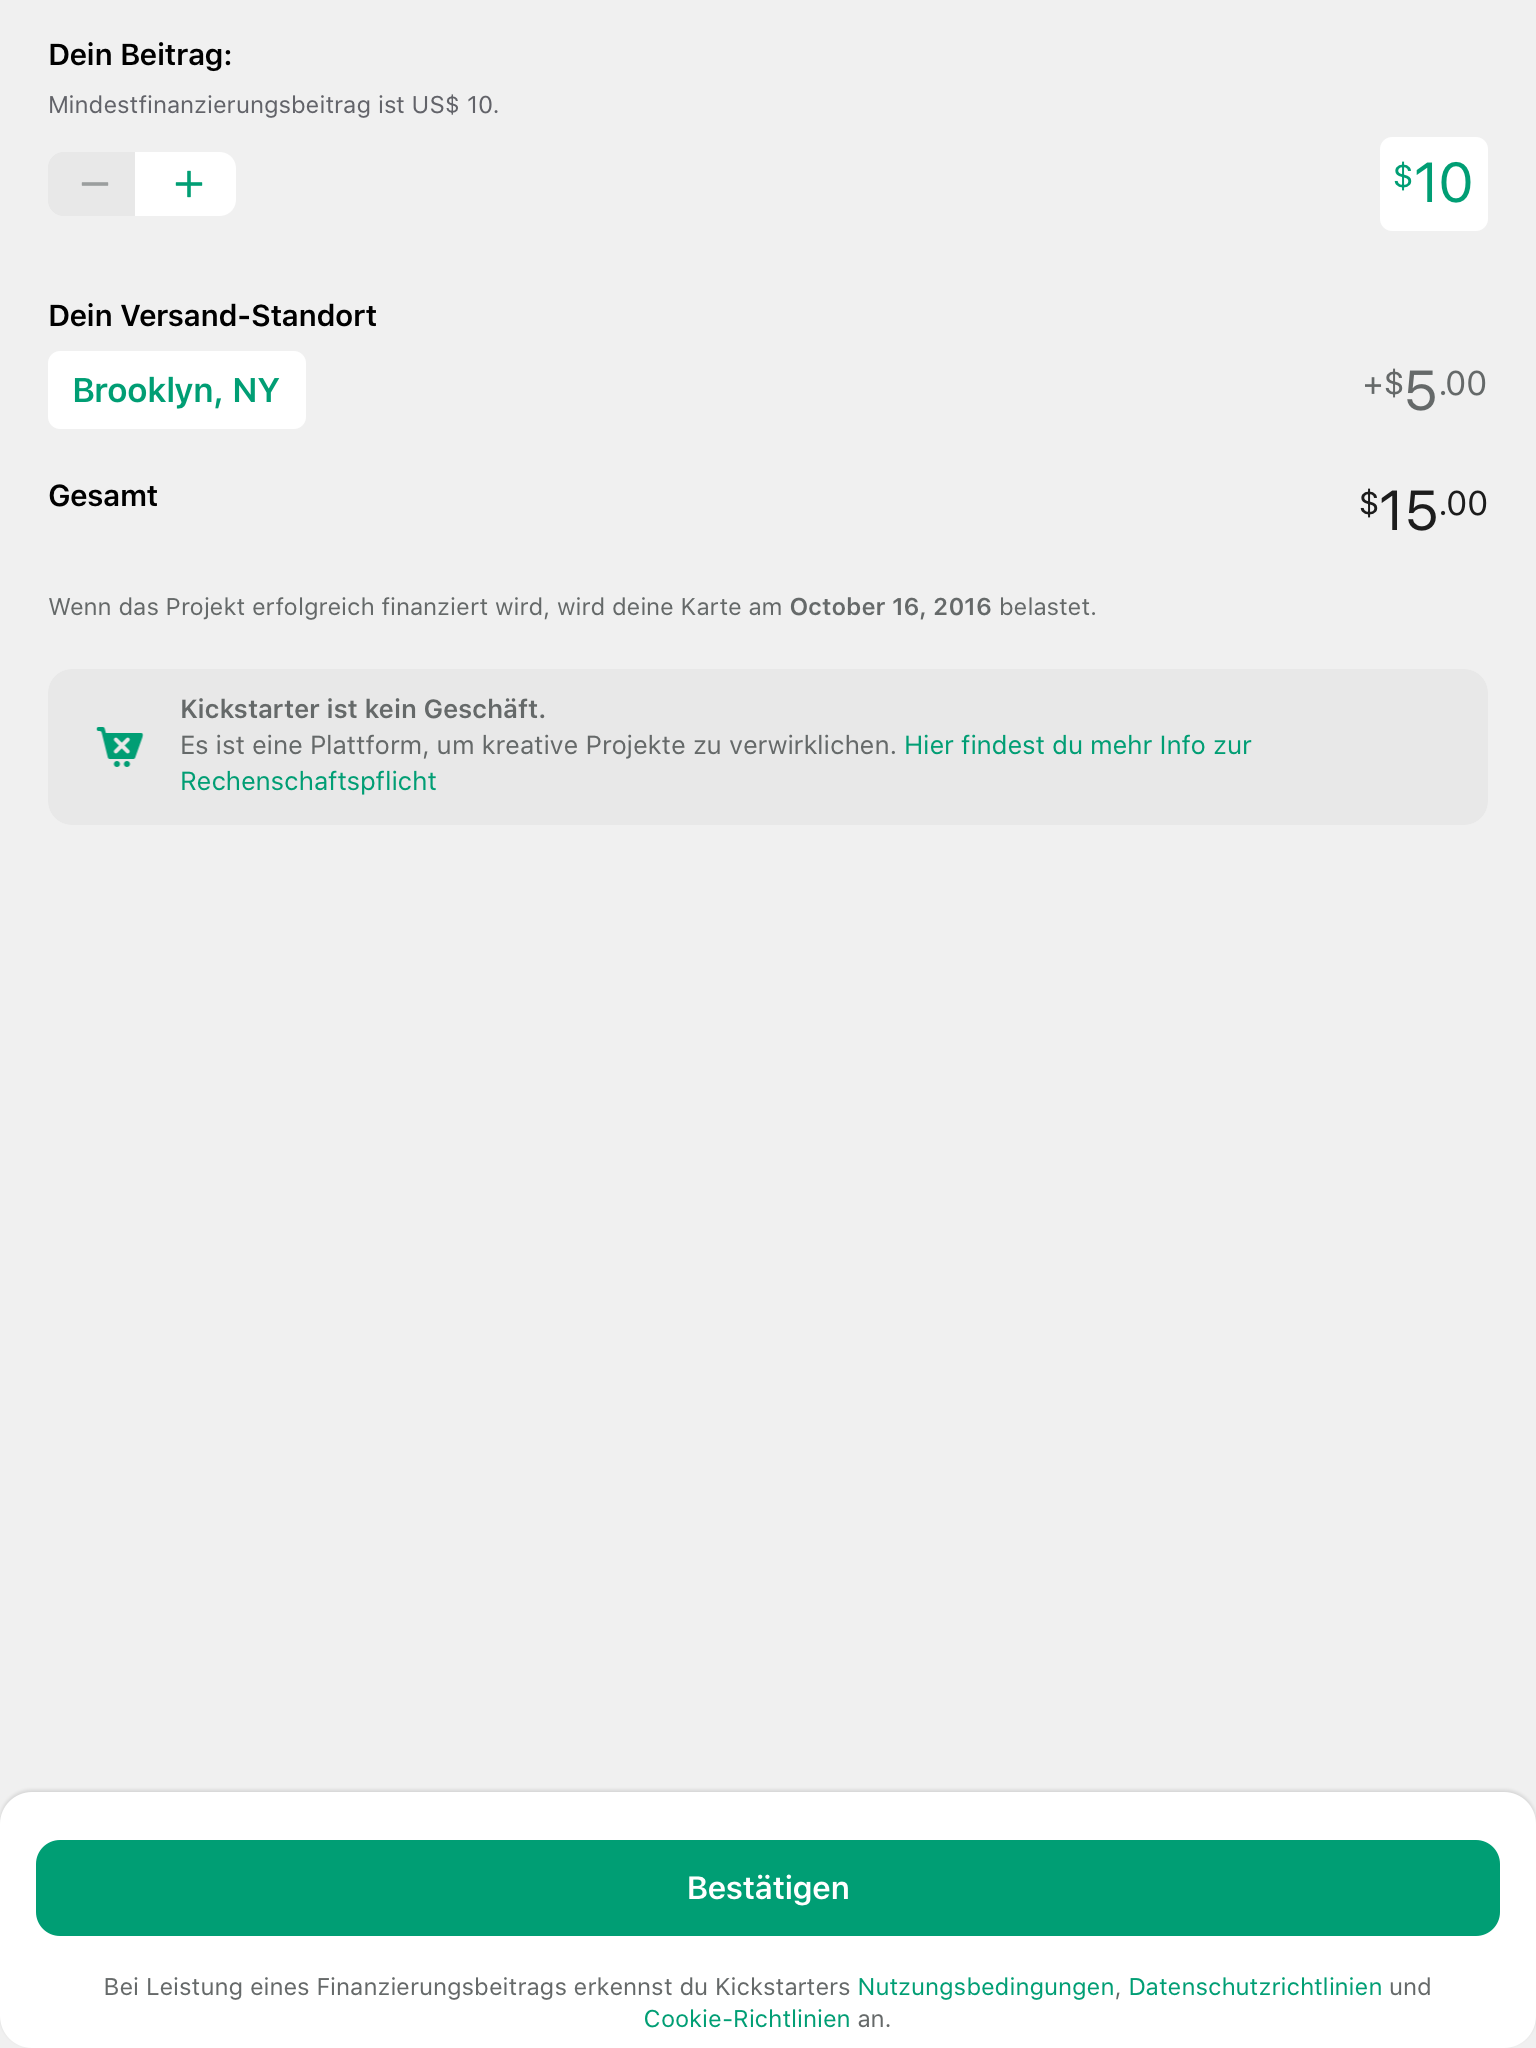 Dein Beitrag:
Mindestfinanzierungsbeitrag ist US$ 10.
− +
$10
Dein Versand-Standort
Brooklyn, NY
+$5.00
Gesamt
$15.00
Wenn das Projekt erfolgreich finanziert wird, wird deine Karte am October 16, 2016 belastet.
Kickstarter ist kein Geschäft.
Es ist eine Plattform, um kreative Projekte zu verwirklichen. Hier findest du mehr Info zur
Rechenschaftspflicht
Bestätigen
Bei Leistung eines Finanzierungsbeitrags erkennst du Kickstarters Nutzungsbedingungen, Datenschutzrichtlinien und
Cookie-Richtlinien an.